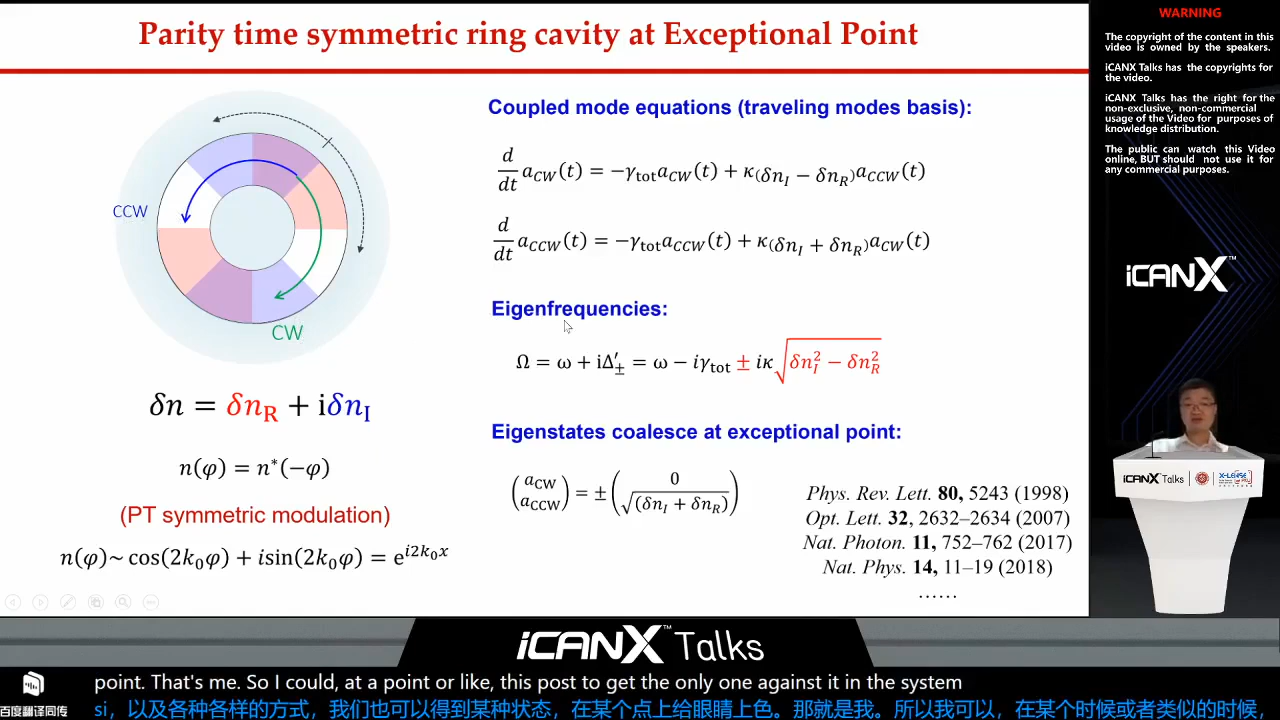 Parity time symmetric ring cavity at Exceptional Point
CCW
CW
δn = δn_R + iδn_I
n(φ) = n*(−φ)
(PT symmetric modulation)
n(φ)~ cos(2k₀φ) + isin(2k₀φ) = e^{i2k₀x}
Coupled mode equations (traveling modes basis):
d/dt a_CW(t) = −γ_tot a_CW(t) + κ(δn_I − δn_R)a_CCW(t)
d/dt a_CCW(t) = −γ_tot a_CCW(t) + κ(δn_I + δn_R)a_CW(t)
Eigenfrequencies:
Ω = ω + iΔ′_± = ω − iγ_tot ± iκ√(δn_I² − δn_R²)
Eigenstates coalesce at exceptional point:
(a_CW a_CCW) = ±(0 √(δn_I + δn_R))
Phys. Rev. Lett. 80, 5243 (1998)
Opt. Lett. 32, 2632–2634 (2007)
Nat. Photon. 11, 752–762 (2017)
Nat. Phys. 14, 11–19 (2018)
……
WARNING
The copyright of the content in this
video is owned by the speakers.
iCANX Talks has the copyrights for
the video.
iCANX Talks has the right for the
non-exclusive, non-commercial
usage of the Video for purposes of
knowledge distribution.
The public can watch this Video
online, BUT should not use it for
any commercial purposes.
iCANX™
iCANX Talks
X-LENSE
iCANX™ Talks
point. That's me. So I could, at a point or like, this post to get the only one against it in the system
百度翻译同传
si，以及各种各样的方式，我们也可以得到某种状态，在某个点上给眼睛上色。那就是我。所以我可以，在某个时候或者类似的时候，